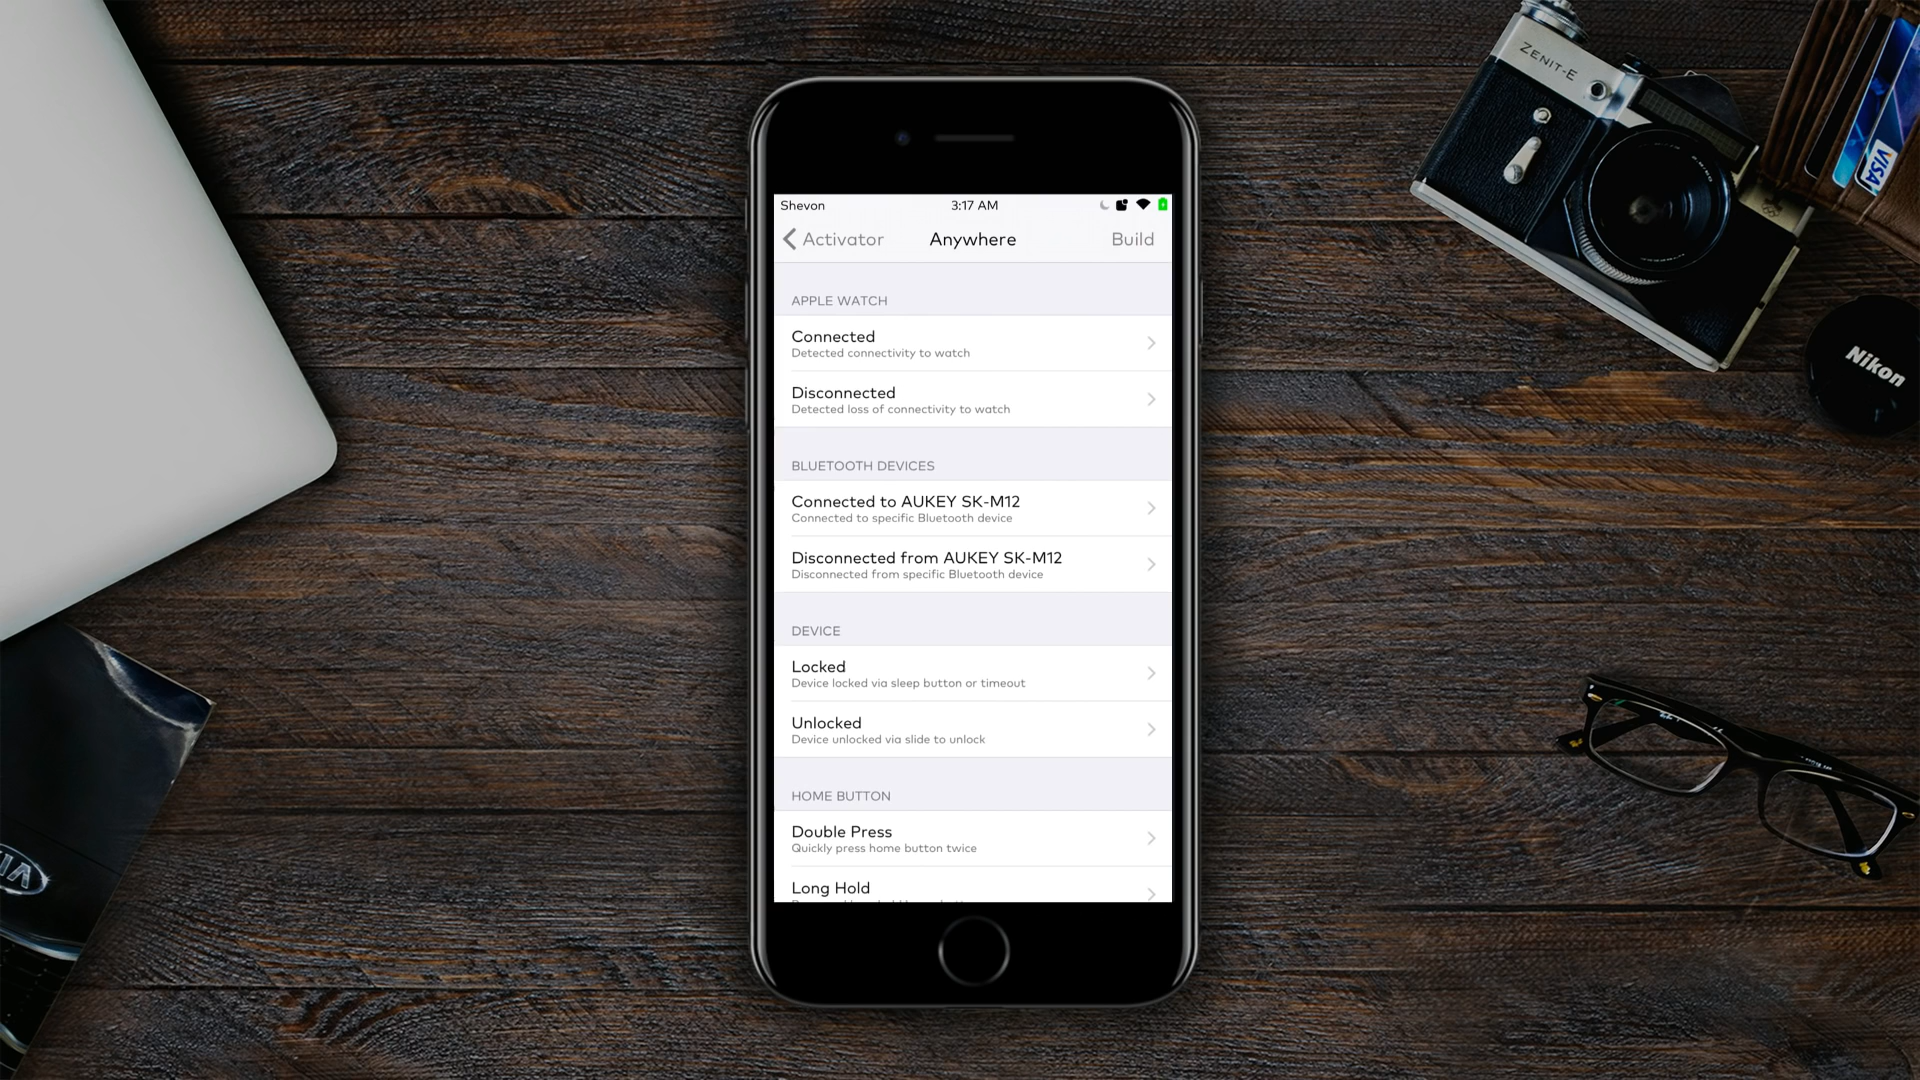 Shevon
3:17 AM
Activator
Anywhere
Build
APPLE WATCH
Connected
Detected connectivity to watch
Disconnected
Detected loss of connectivity to watch
BLUETOOTH DEVICES
Connected to AUKEY SK-M12
Connected to specific Bluetooth device
Disconnected from AUKEY SK-M12
Disconnected from specific Bluetooth device
DEVICE
Locked
Device locked via sleep button or timeout
Unlocked
Device unlocked via slide to unlock
HOME BUTTON
Double Press
Quickly press home button twice
Long Hold
ZENIT-E
VISA
Nikon